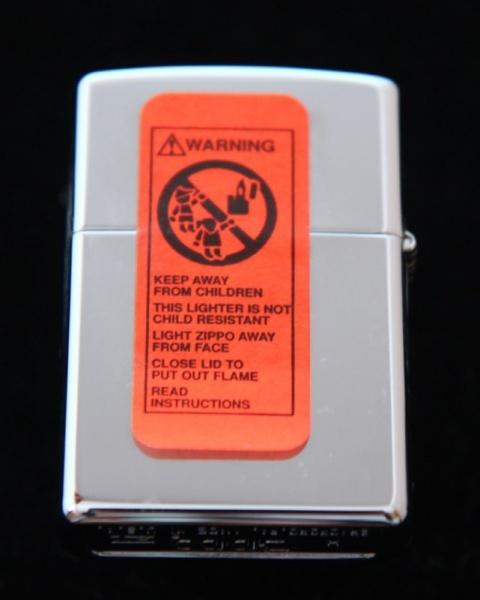 WARNING
KEEP AWAY
FROM CHILDREN
THIS LIGHTER IS NOT
CHILD RESISTANT
LIGHT ZIPPO AWAY
FROM FACE
CLOSE LID TO
PUT OUT FLAME
READ
INSTRUCTIONS